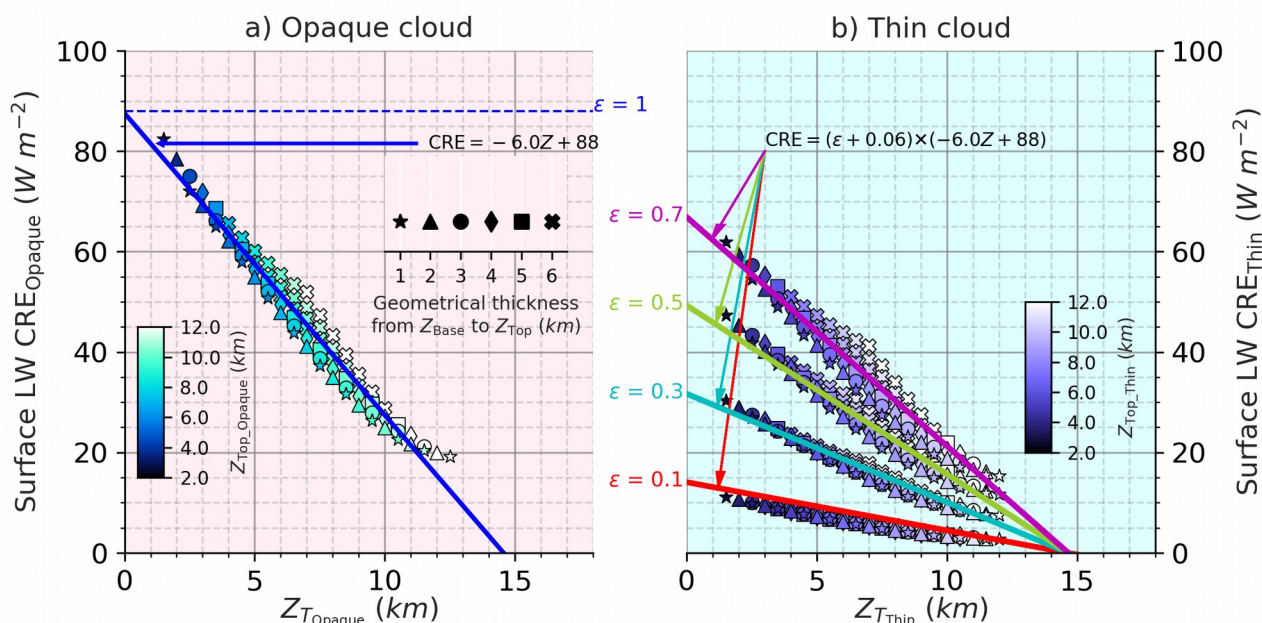 a) Opaque cloud
100
80
60
40
20
0
Surface LW CRE_Opaque (W m⁻²)
ε = 1
CRE = − 6.0Z + 88
1 2 3 4 5 6
Geometrical thickness
from Z_Base to Z_Top (km)
12.0
10.0
8.0
6.0
4.0
2.0
Z_Top_Opaque (km)
0 5 10 15
Z_T_Opaque (km)
b) Thin cloud
CRE = (ε + 0.06)×(−6.0Z + 88)
ε = 0.7
ε = 0.5
ε = 0.3
ε = 0.1
12.0
10.0
8.0
6.0
4.0
2.0
Z_Top_Thin (km)
100
80
60
40
20
0
Surface LW CRE_Thin (W m⁻²)
0 5 10 15
Z_T_Thin (km)